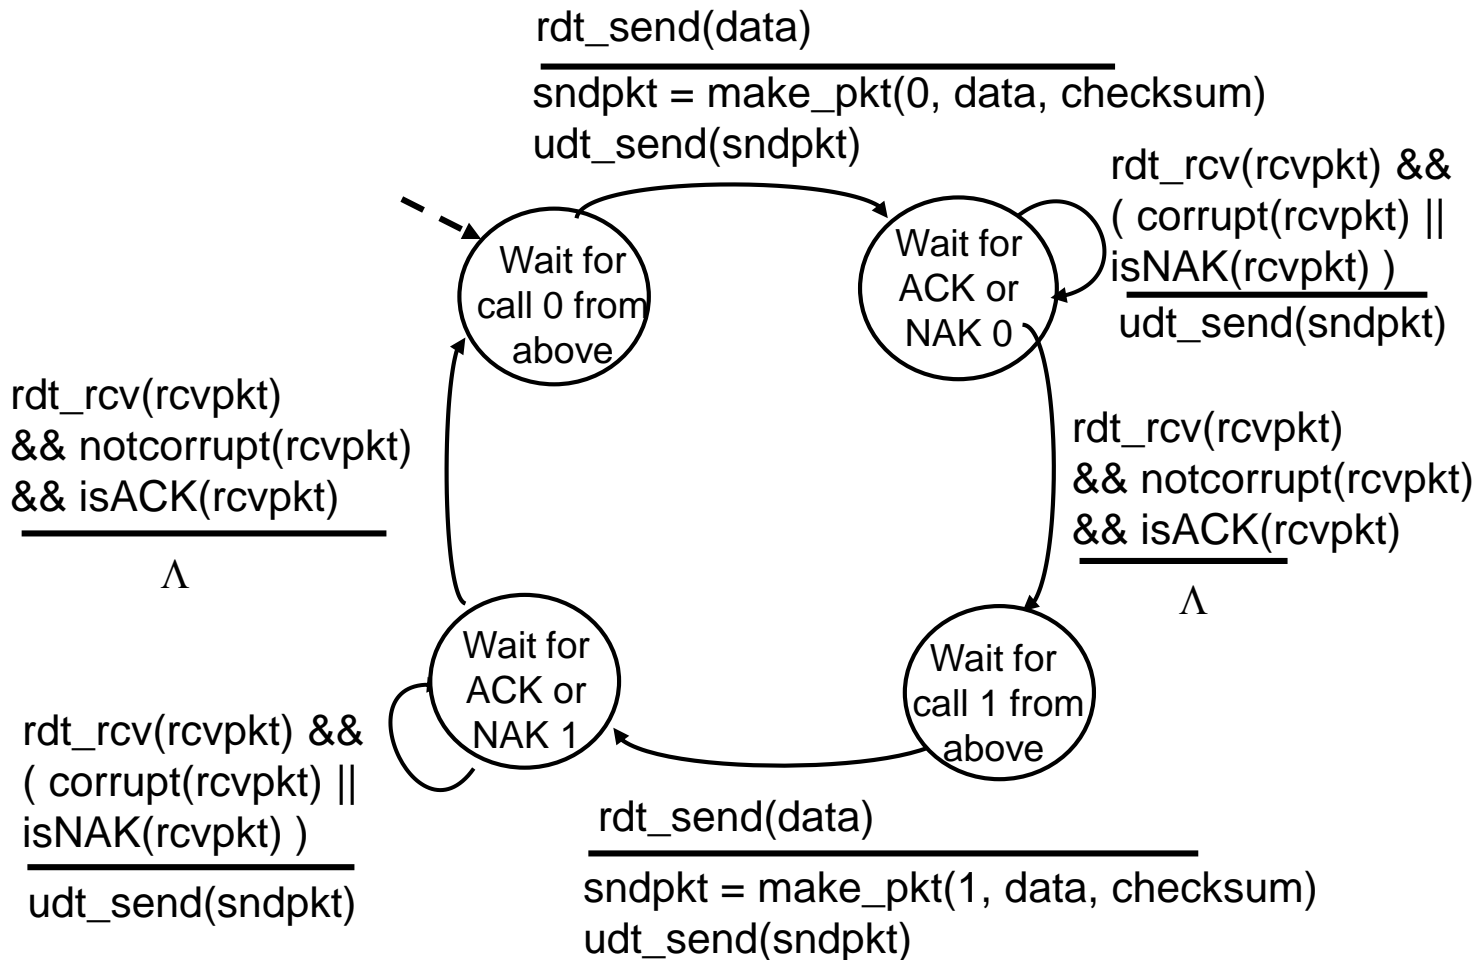 rdt_send(data)
sndpkt = make_pkt(0, data, checksum)
udt_send(sndpkt)
rdt_rcv(rcvpkt) &&
( corrupt(rcvpkt) ||
isNAK(rcvpkt) )
udt_send(sndpkt)
Wait for
call 0 from
above
Wait for
ACK or
NAK 0
rdt_rcv(rcvpkt)
&& notcorrupt(rcvpkt)
&& isACK(rcvpkt)
Λ
rdt_rcv(rcvpkt)
&& notcorrupt(rcvpkt)
&& isACK(rcvpkt)
Λ
Wait for
ACK or
NAK 1
Wait for
call 1 from
above
rdt_rcv(rcvpkt) &&
( corrupt(rcvpkt) ||
isNAK(rcvpkt) )
udt_send(sndpkt)
rdt_send(data)
sndpkt = make_pkt(1, data, checksum)
udt_send(sndpkt)